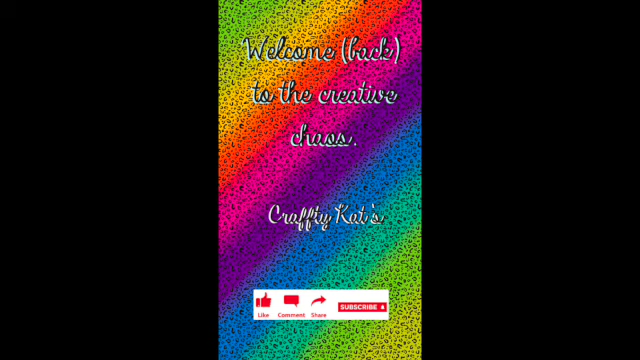 Welcome (back)
to the creative
chaos.
Craffty Kat's
Like Comment Share SUBSCRIBE